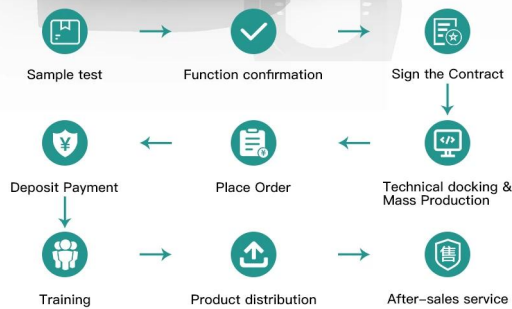 Sample test
Function confirmation
Sign the Contract
Technical docking &
Mass Production
Place Order
Deposit Payment
Training
Product distribution
After-sales service
¥
¥
</>
售